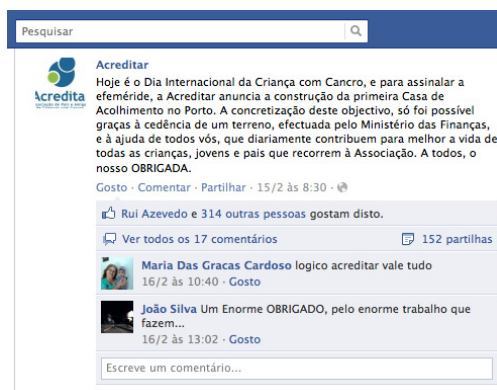 Pesquisar
Acreditar
Hoje é o Dia Internacional da Criança com Cancro, e para assinalar a
efeméride, a Acreditar anuncia a construção da primeira Casa de
Acolhimento no Porto. A concretização deste objectivo, só foi possível
graças à cedência de um terreno, efectuada pelo Ministério das Finanças,
e à ajuda de todos vós, que diariamente contribuem para melhor a vida de
todas as crianças, jovens e pais que recorrem à Associação. A todos, o
nosso OBRIGADA.
Gosto · Comentar · Partilhar · 15/2 às 8:30 ·
Rui Azevedo e 314 outras pessoas gostam disto.
Ver todos os 17 comentários 152 partilhas
Maria Das Gracas Cardoso logico acreditar vale tudo
16/2 às 10:40 · Gosto
João Silva Um Enorme OBRIGADO, pelo enorme trabalho que
fazem...
16/2 às 13:02 · Gosto
Escreve um comentário...
Acredita